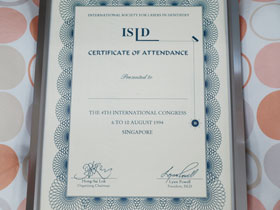 INTERNATIONAL SOCIETY FOR LASERS IN DENTISTRY
ISLD
CERTIFICATE OF ATTENDANCE
Presented to
THE 4TH INTERNATIONAL CONGRESS
6 TO 10 AUGUST 1994
SINGAPORE
Organising Chairman
President, ISLD